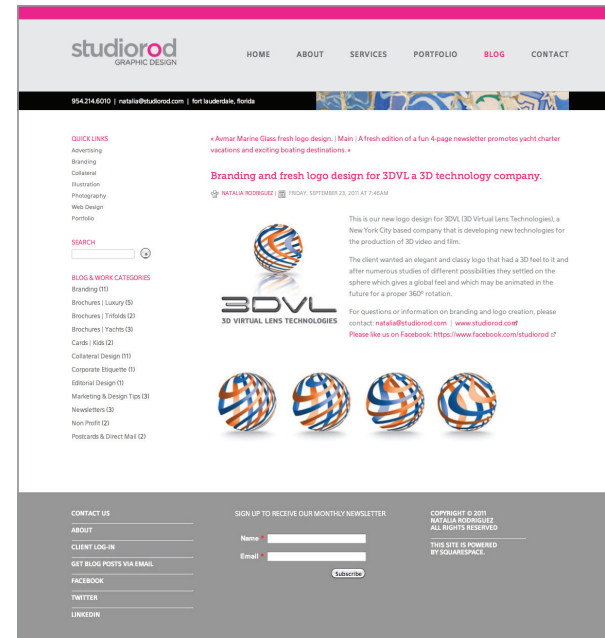 studiorod
GRAPHIC DESIGN
HOME ABOUT SERVICES PORTFOLIO BLOG CONTACT
954.214.6010 | natalia@studiorod.com | fort lauderdale, florida
QUICK LINKS
Advertising
Branding
Collateral
Illustration
Photography
Web Design
Portfolio
SEARCH
BLOG & WORK CATEGORIES
Branding (11)
Brochures | Luxury (5)
Brochures | Trifolds (2)
Brochures | Yachts (3)
Cards | Kids (2)
Collateral Design (11)
Corporate Etiquette (1)
Editorial Design (1)
Marketing & Design Tips (3)
Newsletters (3)
Non Profit (2)
Postcards & Direct Mail (2)
« Avmar Marine Glass fresh logo design. | Main | A fresh edition of a fun 4-page newsletter promotes yacht charter
vacations and exciting boating destinations. »
Branding and fresh logo design for 3DVL a 3D technology company.
NATALIA RODRIGUEZ | FRIDAY, SEPTEMBER 23, 2011 AT 7:46AM
3DVL
3D VIRTUAL LENS TECHNOLOGIES
This is our new logo design for 3DVL (3D Virtual Lens Technologies), a
New York City based company that is developing new technologies for
the production of 3D video and film.
The client wanted an elegant and classy logo that had a 3D feel to it and
after numerous studies of different possibilities they settled on the
sphere which gives a global feel and which may be animated in the
future for a proper 360º rotation.
For questions or information on branding and logo creation, please
contact: natalia@studiorod.com | www.studiorod.com
Please like us on Facebook: https://www.facebook.com/studiorod
CONTACT US
ABOUT
CLIENT LOG-IN
GET BLOG POSTS VIA EMAIL
FACEBOOK
TWITTER
LINKEDIN
SIGN UP TO RECEIVE OUR MONTHLY NEWSLETTER
Name *
Email *
Subscribe
COPYRIGHT © 2011
NATALIA RODRIGUEZ
ALL RIGHTS RESERVED
THIS SITE IS POWERED
BY SQUARESPACE.